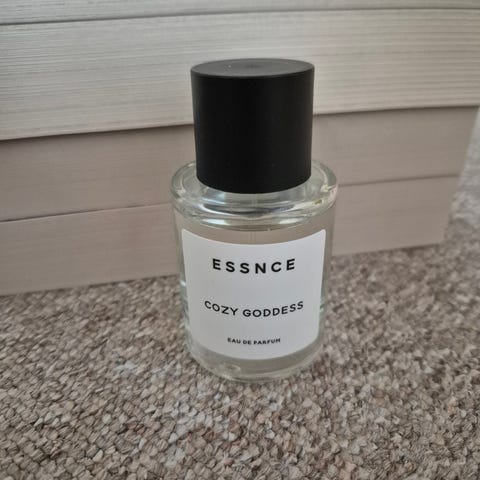 ESSNCE
COZY GODDESS
EAU DE PARFUM